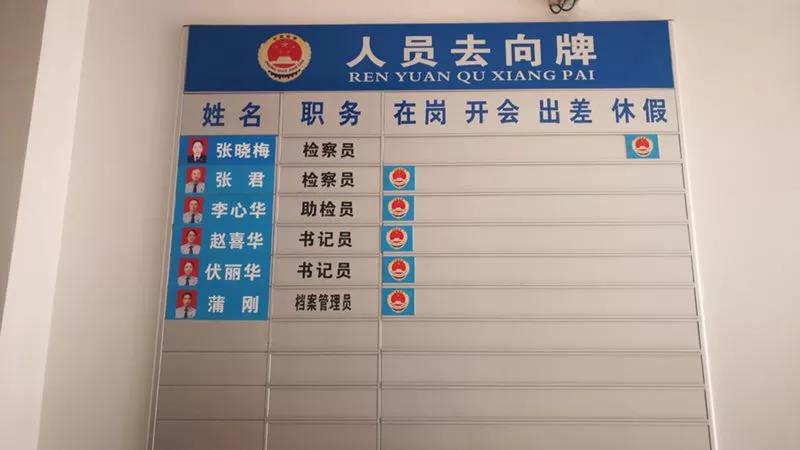 人员去向牌
REN YUAN QU XIANG PAI
姓名 职务 在岗 开会 出差 休假
张晓梅 检察员
张君 检察员
李心华 助检员
赵喜华 书记员
伏丽华 书记员
蒲刚 档案管理员